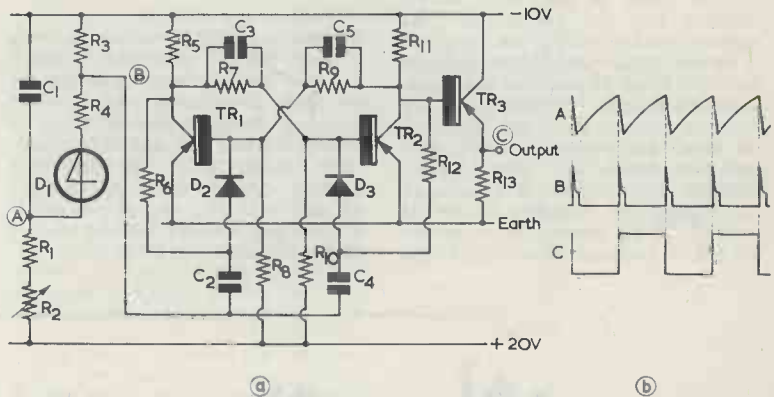 −10V
R3
R5
C3
C5
R11
C1
B
R7
R9
A
R4
TR1
TR2
TR3
C
Output
D1
R6
D2
D3
R12
R13
B
A
Earth
R1
C2
R8
R10
C4
C
R2
+20V
a
b